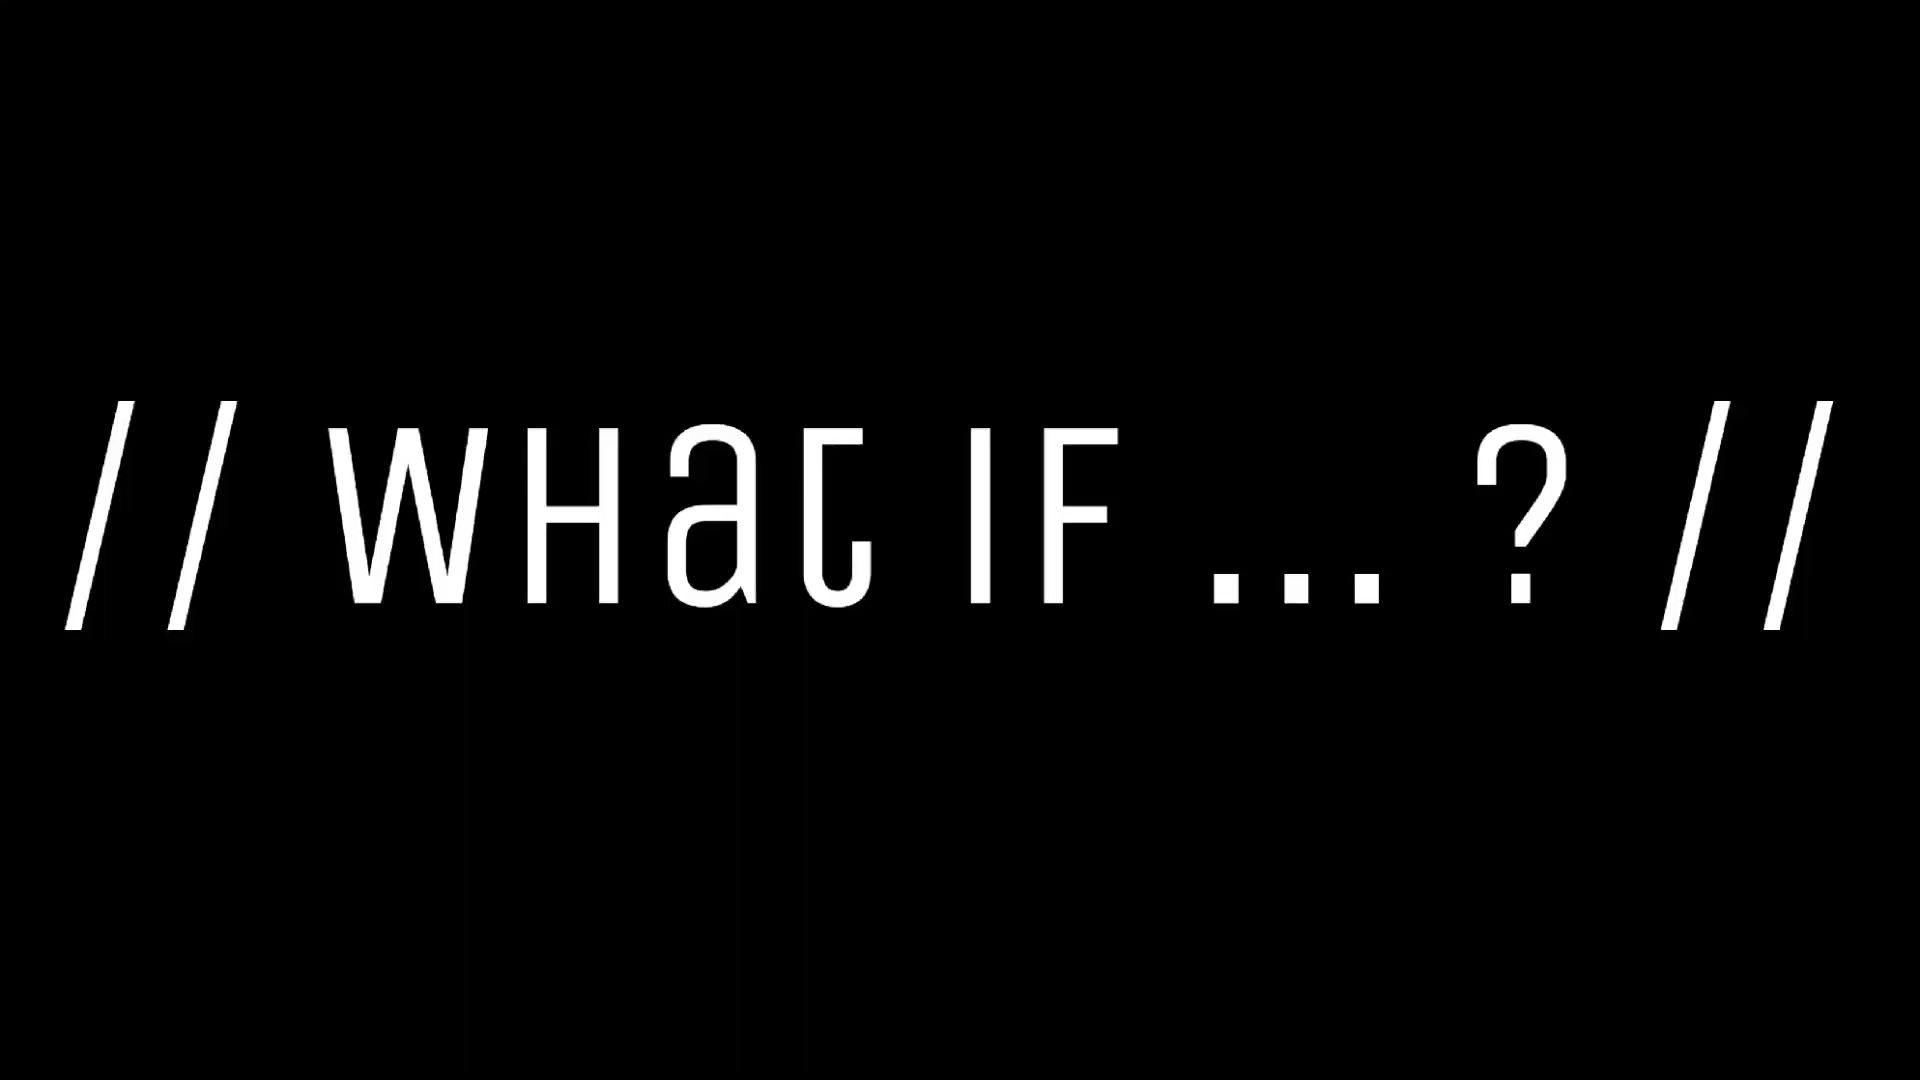 // WHat IF ... ? //